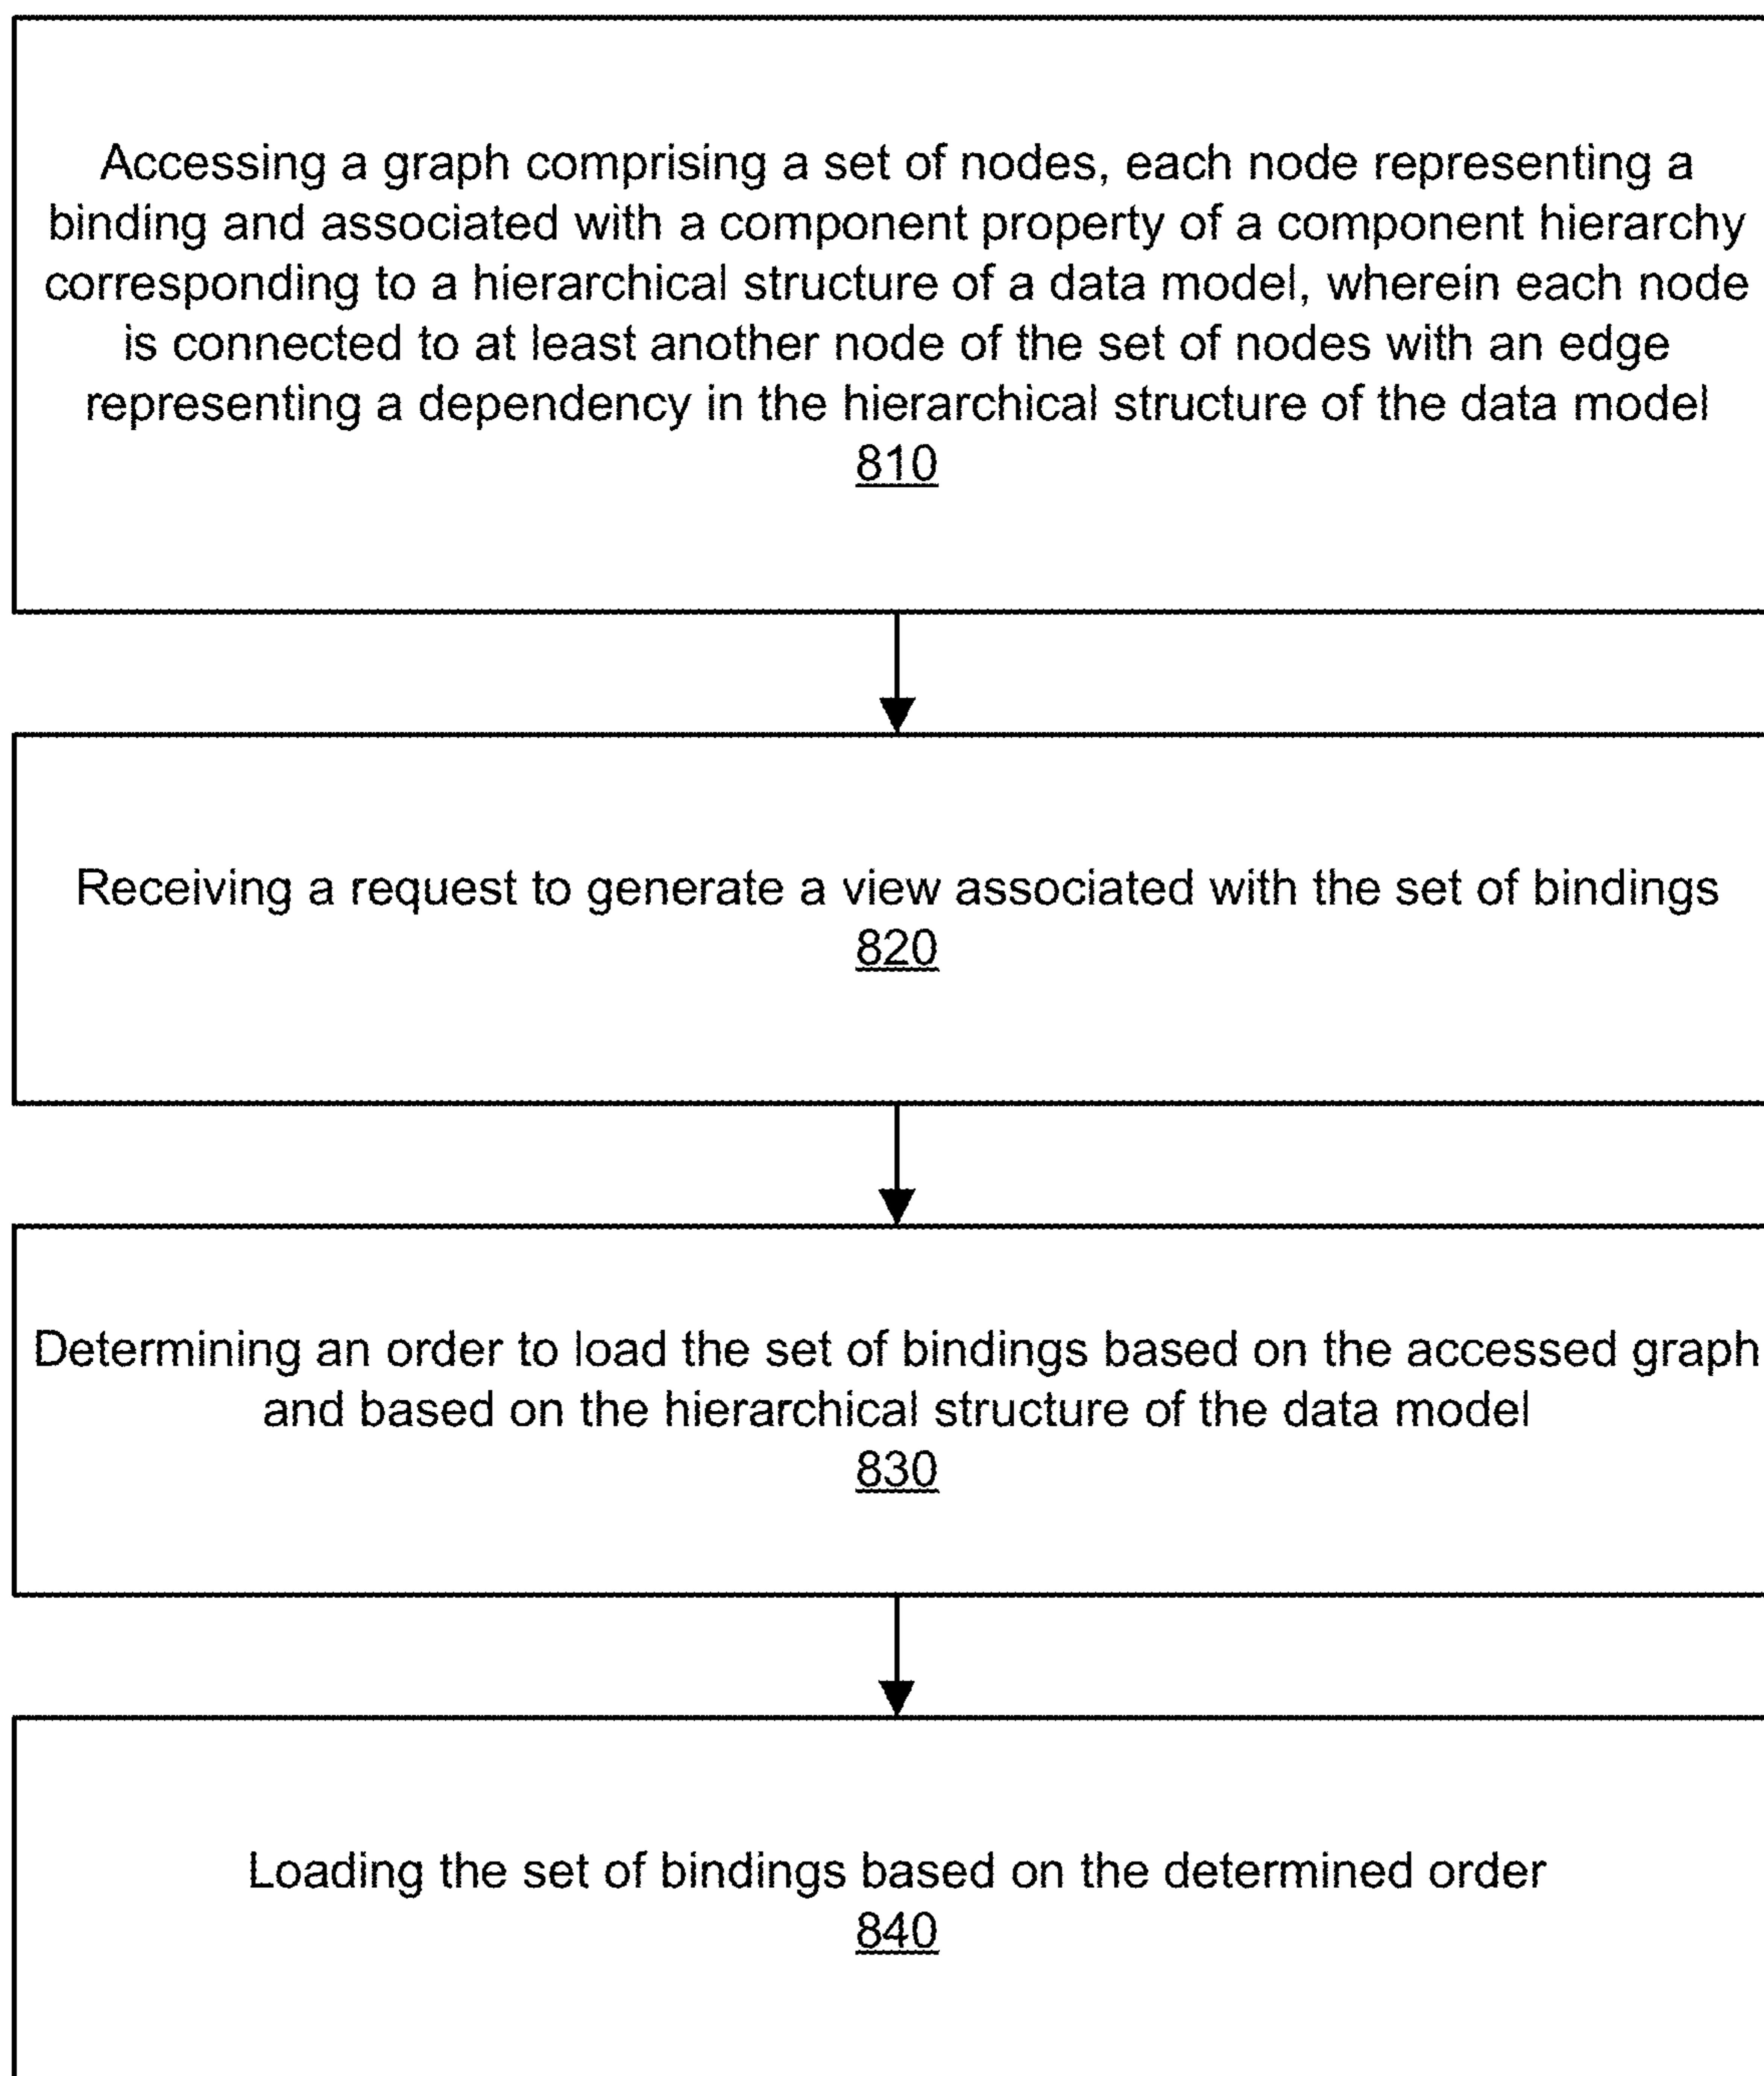 Accessing a graph comprising a set of nodes, each node representing a
binding and associated with a component property of a component hierarchy
corresponding to a hierarchical structure of a data model, wherein each node
is connected to at least another node of the set of nodes with an edge
representing a dependency in the hierarchical structure of the data model
810
Receiving a request to generate a view associated with the set of bindings
820
Determining an order to load the set of bindings based on the accessed graph
and based on the hierarchical structure of the data model
830
Loading the set of bindings based on the determined order
840